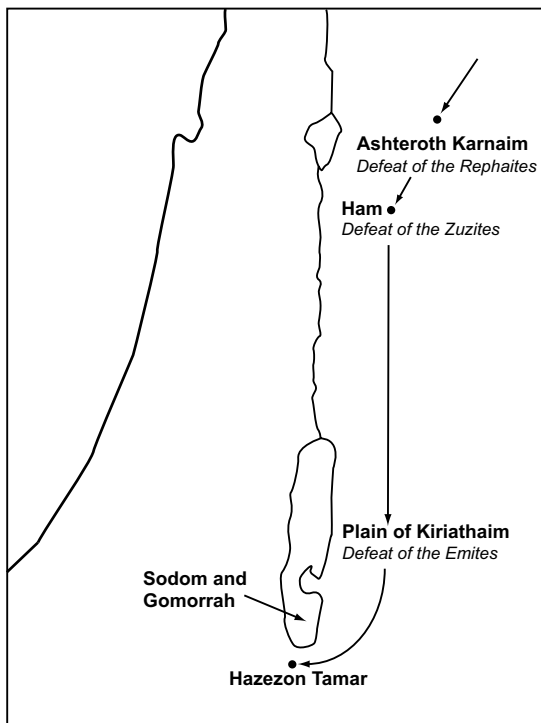 Ashteroth Karnaim
Defeat of the Rephaites
Ham
Defeat of the Zuzites
Plain of Kiriathaim
Defeat of the Emites
Sodom and
Gomorrah
Hazezon Tamar